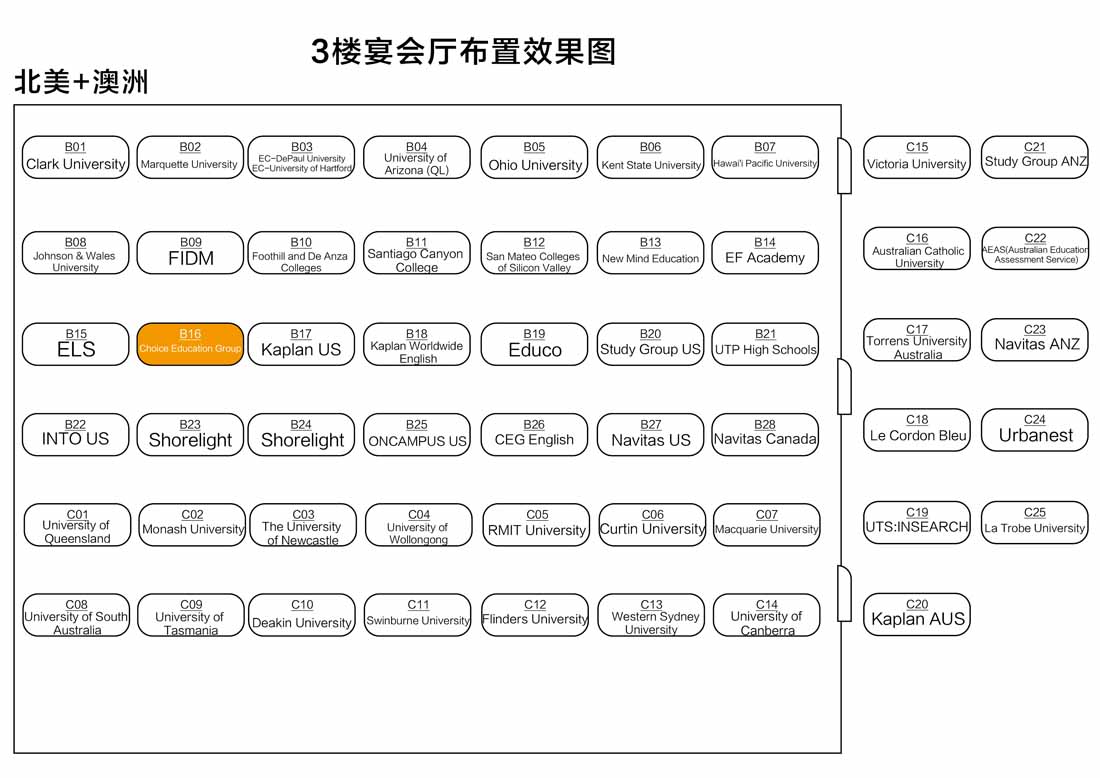 3楼宴会厅布置效果图
北美+澳洲
B01
Clark University
B02
Marquette University
B03
EC-DePaul University
EC-University of Hartford
B04
University of
Arizona (QL)
B05
Ohio University
B06
Kent State University
B07
Hawai'i Pacific University
C15
Victoria University
C21
Study Group ANZ
B08
Johnson & Wales
University
B09
FIDM
B10
Foothill and De Anza
Colleges
B11
Santiago Canyon
College
B12
San Mateo Colleges
of Silicon Valley
B13
New Mind Education
B14
EF Academy
C16
Australian Catholic
University
C22
AEAS(Australian Education
Assessment Service)
B15
ELS
B16
Choice Education Group
B17
Kaplan US
B18
Kaplan Worldwide
English
B19
Educo
B20
Study Group US
B21
UTP High Schools
C17
Torrens University
Australia
C23
Navitas ANZ
B22
INTO US
B23
Shorelight
B24
Shorelight
B25
ONCAMPUS US
B26
CEG English
B27
Navitas US
B28
Navitas Canada
C18
Le Cordon Bleu
C24
Urbanest
C01
University of
Queensland
C02
Monash University
C03
The University
of Newcastle
C04
University of
Wollongong
C05
RMIT University
C06
Curtin University
C07
Macquarie University
C19
UTS:INSEARCH
C25
La Trobe University
C08
University of South
Australia
C09
University of
Tasmania
C10
Deakin University
C11
Swinburne University
C12
Flinders University
C13
Western Sydney
University
C14
University of
Canberra
C20
Kaplan AUS